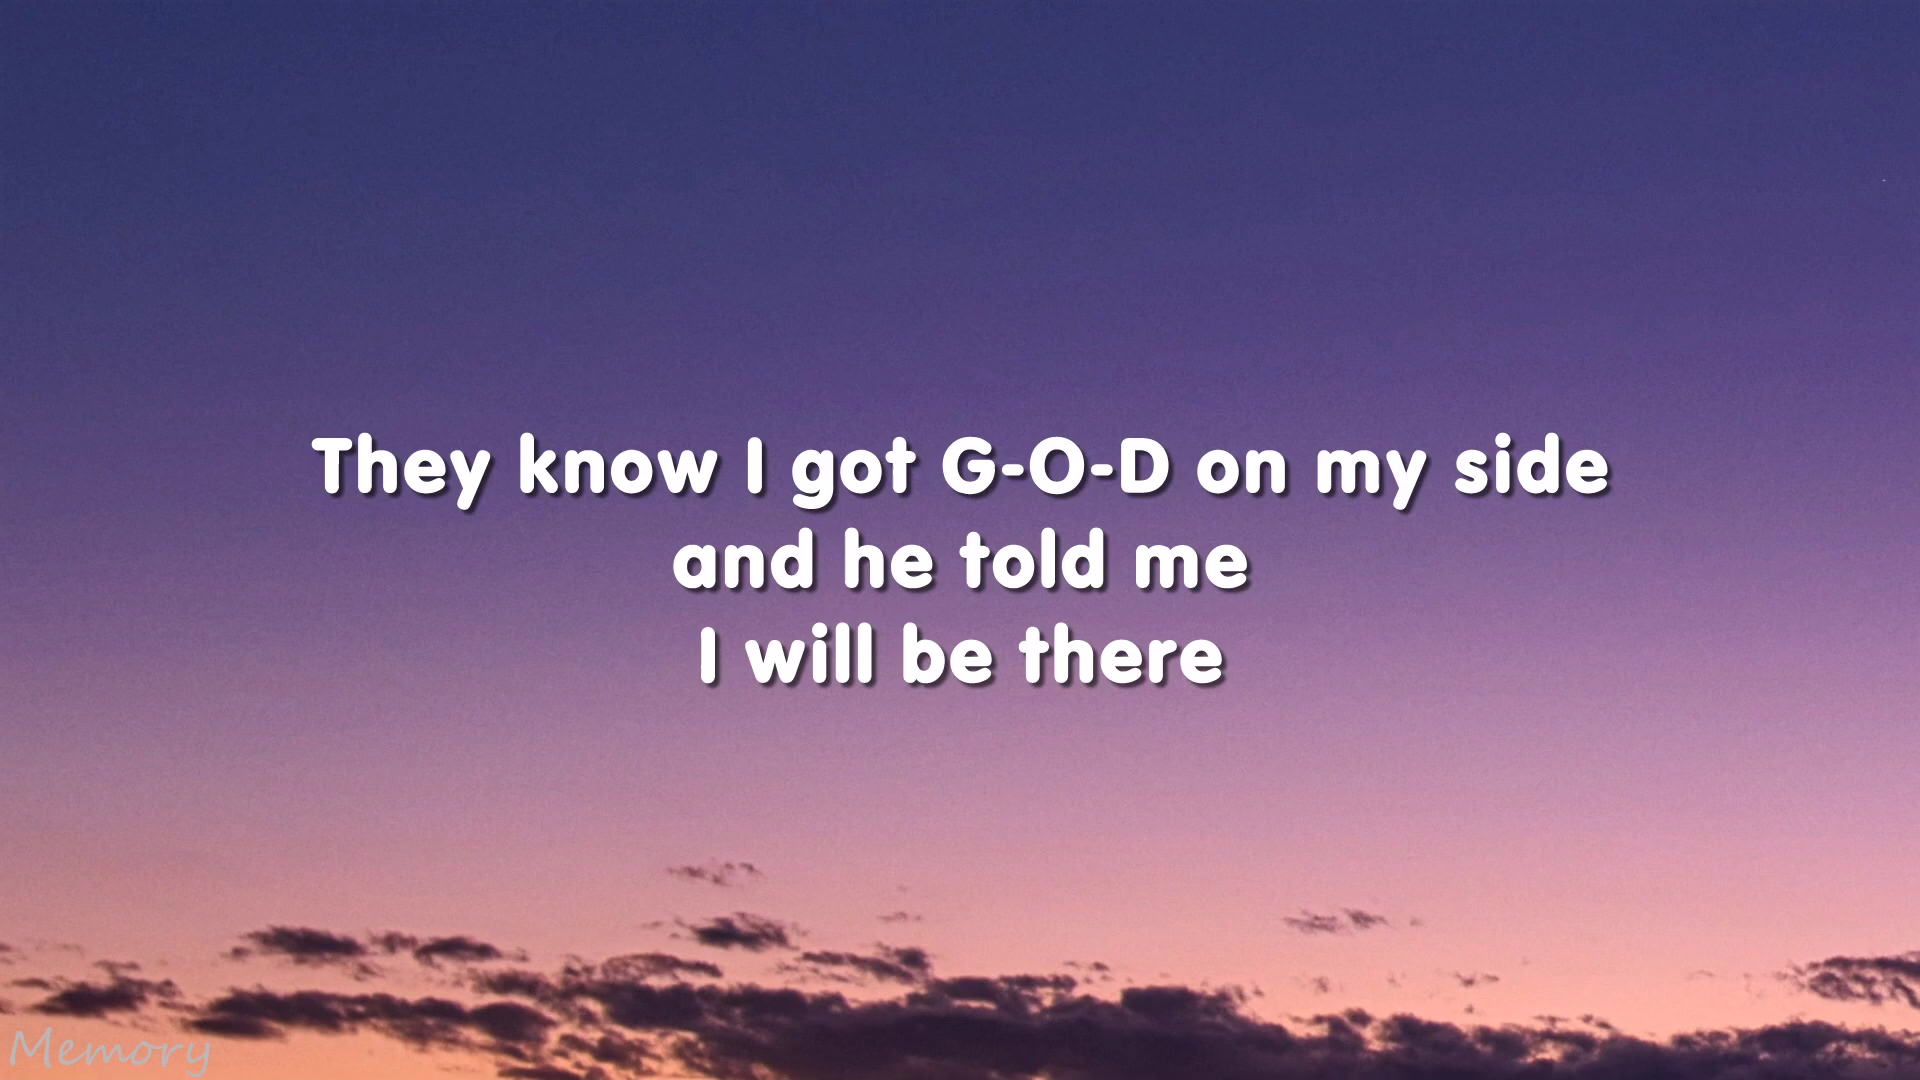 They know I got G-O-D on my side
and he told me
I will be there
Memory